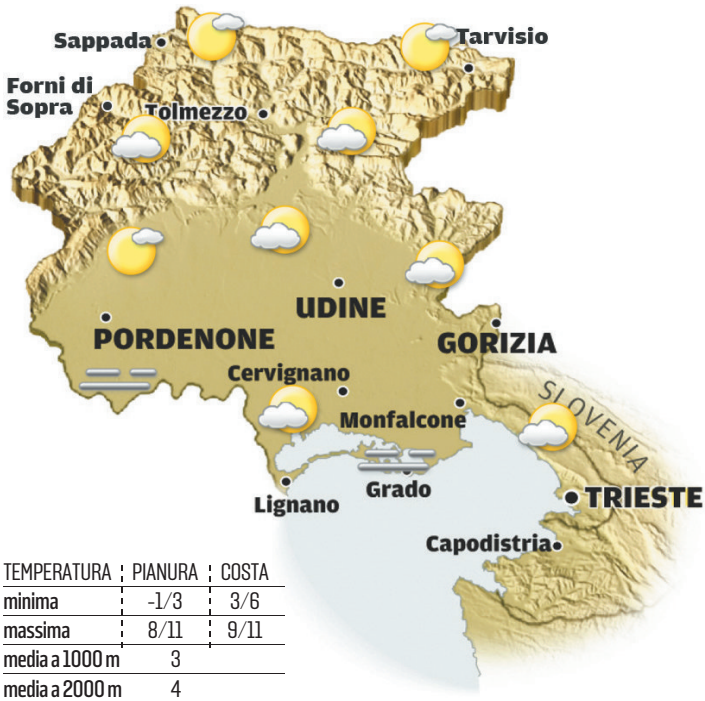 Sappada
Tarvisio
Forni di
Sopra
Tolmezzo
UDINE
PORDENONE
GORIZIA
Cervignano
SLOVENIA
Monfalcone
Grado
Lignano
TRIESTE
Capodistria
TEMPERATURA PIANURA COSTA
minima -1/3 3/6
massima 8/11 9/11
media a 1000 m 3
media a 2000 m 4